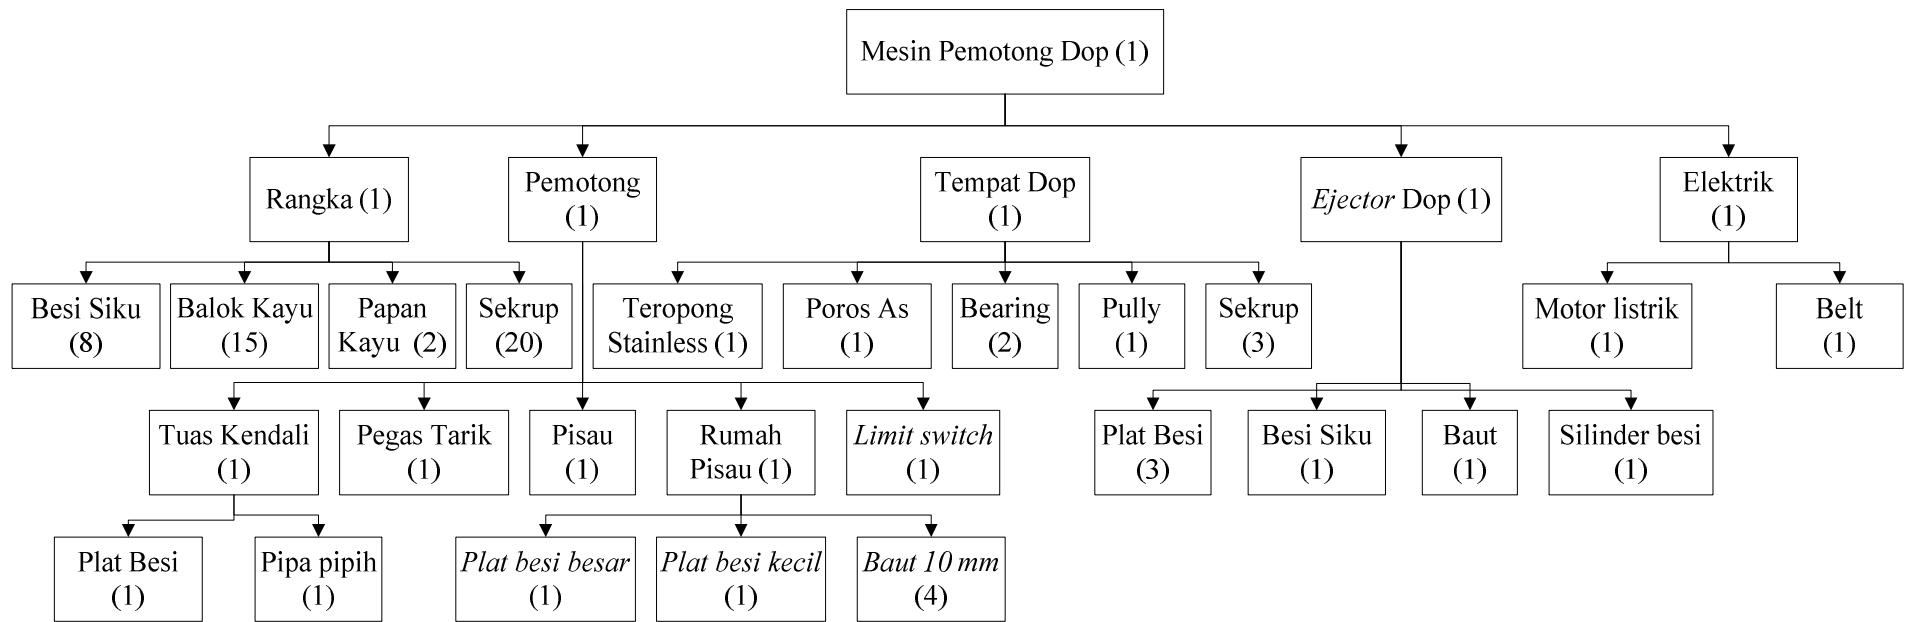 Mesin Pemotong Dop (1)
Rangka (1)
Pemotong
(1)
Tempat Dop
(1)
Ejector Dop (1)
Elektrik
(1)
Besi Siku
(8)
Balok Kayu
(15)
Papan
Kayu (2)
Sekrup
(20)
Teropong
Stainless (1)
Poros As
(1)
Bearing
(2)
Pully
(1)
Sekrup
(3)
Motor listrik
(1)
Belt
(1)
Tuas Kendali
(1)
Pegas Tarik
(1)
Pisau
(1)
Rumah
Pisau (1)
Limit switch
(1)
Plat Besi
(3)
Besi Siku
(1)
Baut
(1)
Silinder besi
(1)
Plat Besi
(1)
Pipa pipih
(1)
Plat besi besar
(1)
Plat besi kecil
(1)
Baut 10 mm
(4)